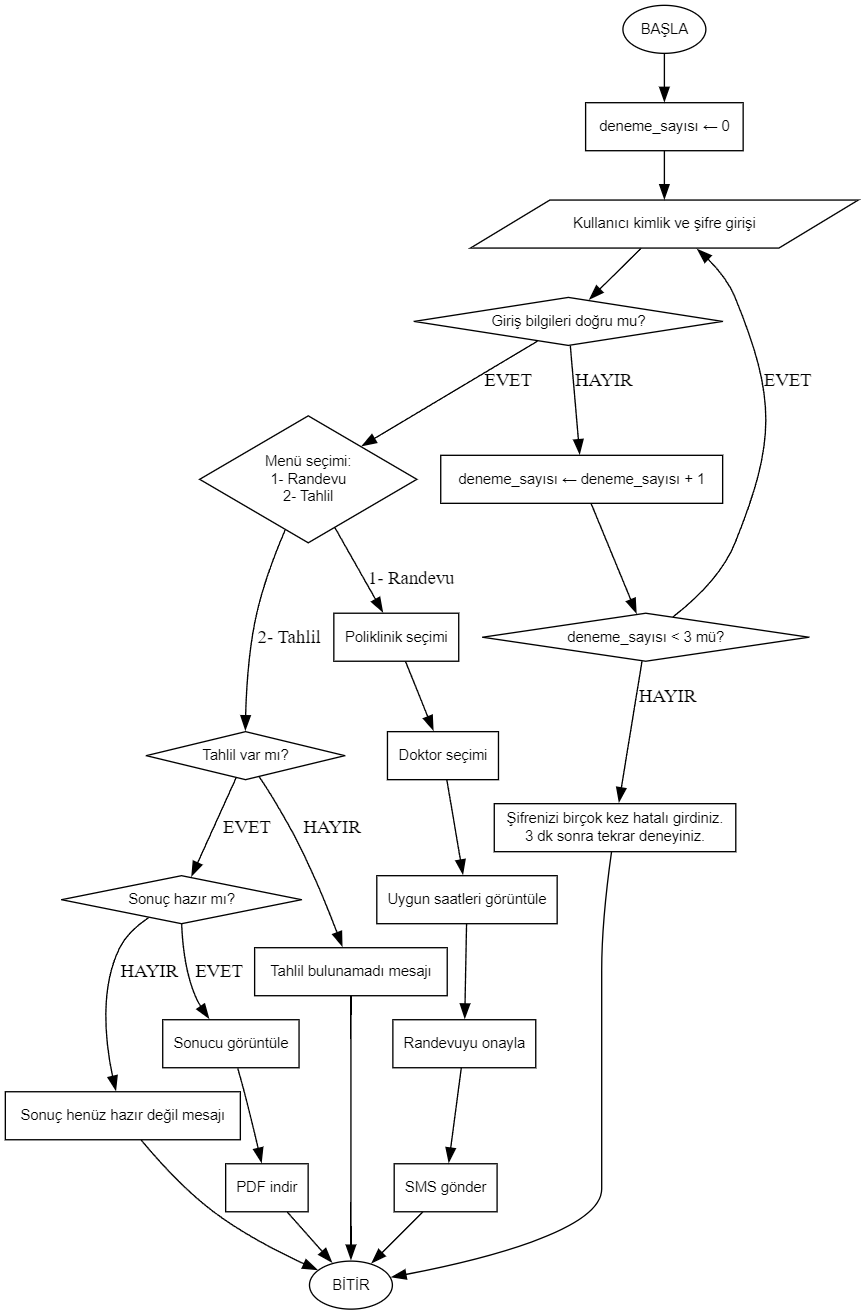 BAŞLA
deneme_sayısı ← 0
Kullanıcı kimlik ve şifre girişi
Giriş bilgileri doğru mu?
EVET
HAYIR
EVET
Menü seçimi:
1- Randevu
2- Tahlil
deneme_sayısı ← deneme_sayısı + 1
1- Randevu
2- Tahlil
Poliklinik seçimi
deneme_sayısı < 3 mü?
HAYIR
Tahlil var mı?
Doktor seçimi
EVET
HAYIR
Şifrenizi birçok kez hatalı girdiniz.
3 dk sonra tekrar deneyiniz.
Sonuç hazır mı?
Uygun saatleri görüntüle
HAYIR
EVET
Tahlil bulunamadı mesajı
Sonucu görüntüle
Randevuyu onayla
Sonuç henüz hazır değil mesajı
PDF indir
SMS gönder
BİTİR